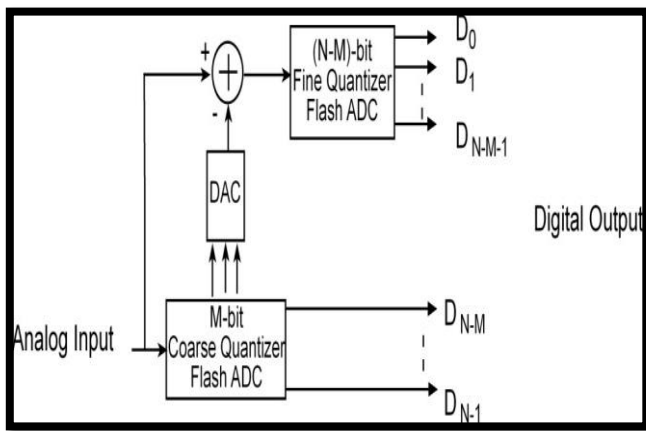 (N-M)-bit
Fine Quantizer
Flash ADC
D0
D1
DN-M-1
+
+
-
DAC
Digital Output
Analog Input
M-bit
Coarse Quantizer
Flash ADC
DN-M
DN-1